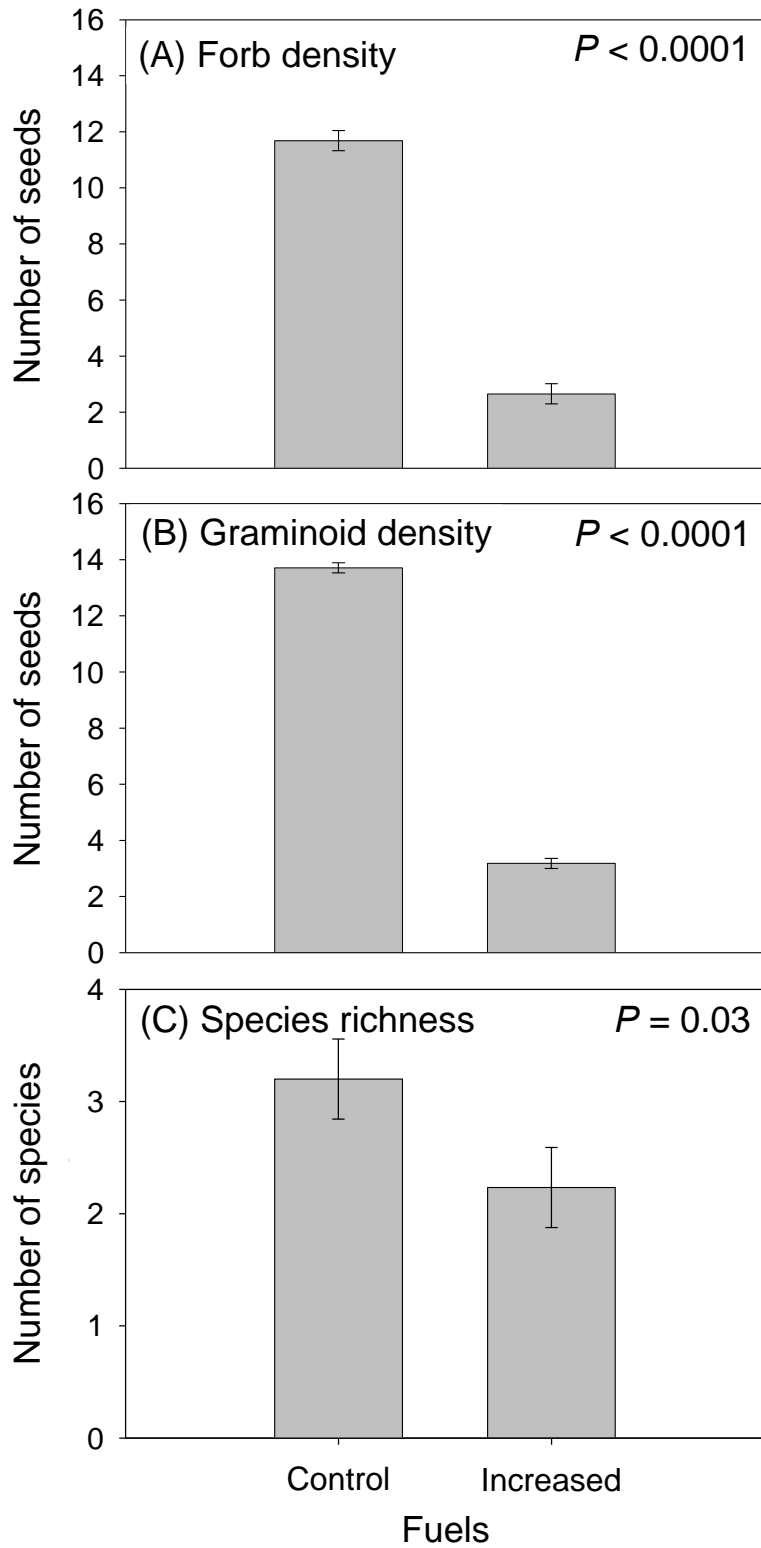 16
(A) Forb density P < 0.0001
14
12
10
8
6
4
2
0
Number of seeds
16
(B) Graminoid density P < 0.0001
14
12
10
8
6
4
2
0
Number of seeds
4
(C) Species richness P = 0.03
3
2
1
0
Number of species
Control Increased
Fuels